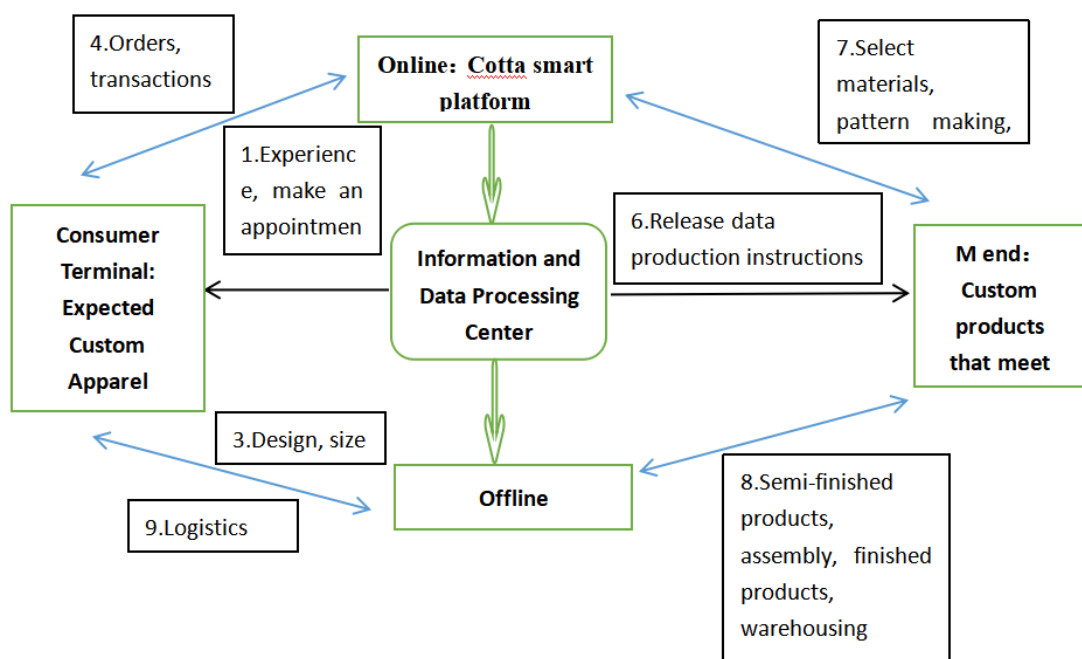 4.Orders,
transactions
Online: Cotta smart
platform
7.Select
materials,
pattern making,
1.Experienc
e, make an
appointmen
Consumer
Terminal:
Expected
Custom
Apparel
Information and
Data Processing
Center
6.Release data
production instructions
M end:
Custom
products
that meet
3.Design, size
9.Logistics
Offline
8.Semi-finished
products,
assembly, finished
products,
warehousing